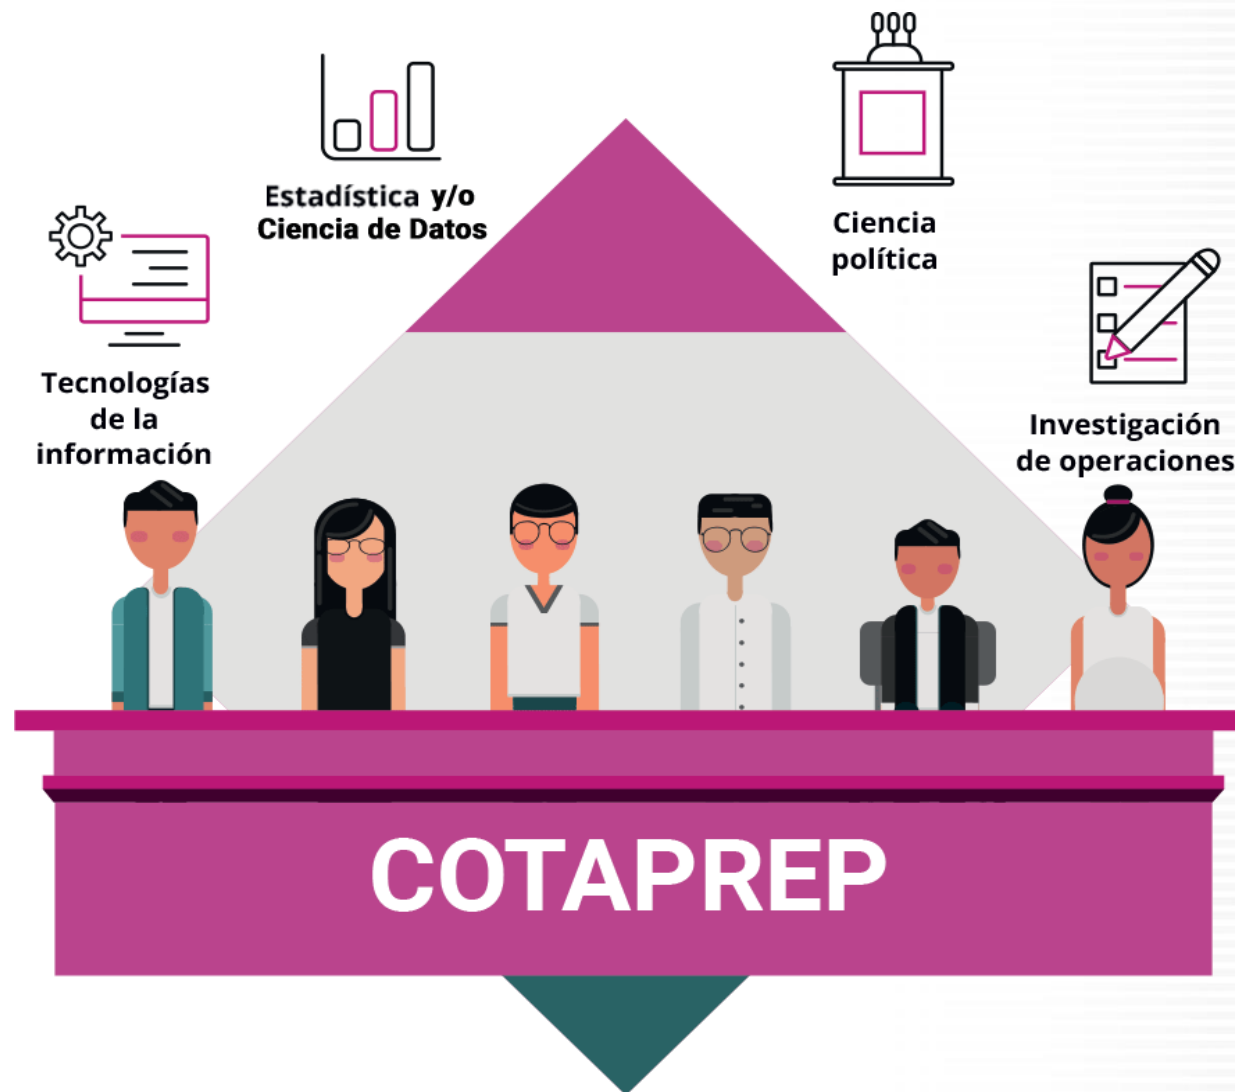 Estadística y/o
Ciencia de Datos
Ciencia
política
Tecnologías
de la
información
Investigación
de operaciones
COTAPREP